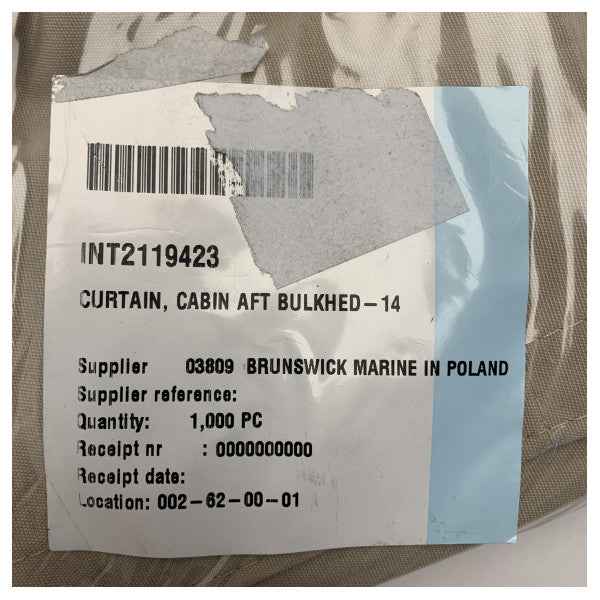 INT2119423
CURTAIN, CABIN AFT BULKHED-14
Supplier 03809 BRUNSWICK MARINE IN POLAND
Supplier reference:
Quantity: 1,000 PC
Receipt nr : 0000000000
Receipt date:
Location: 002-62-00-01